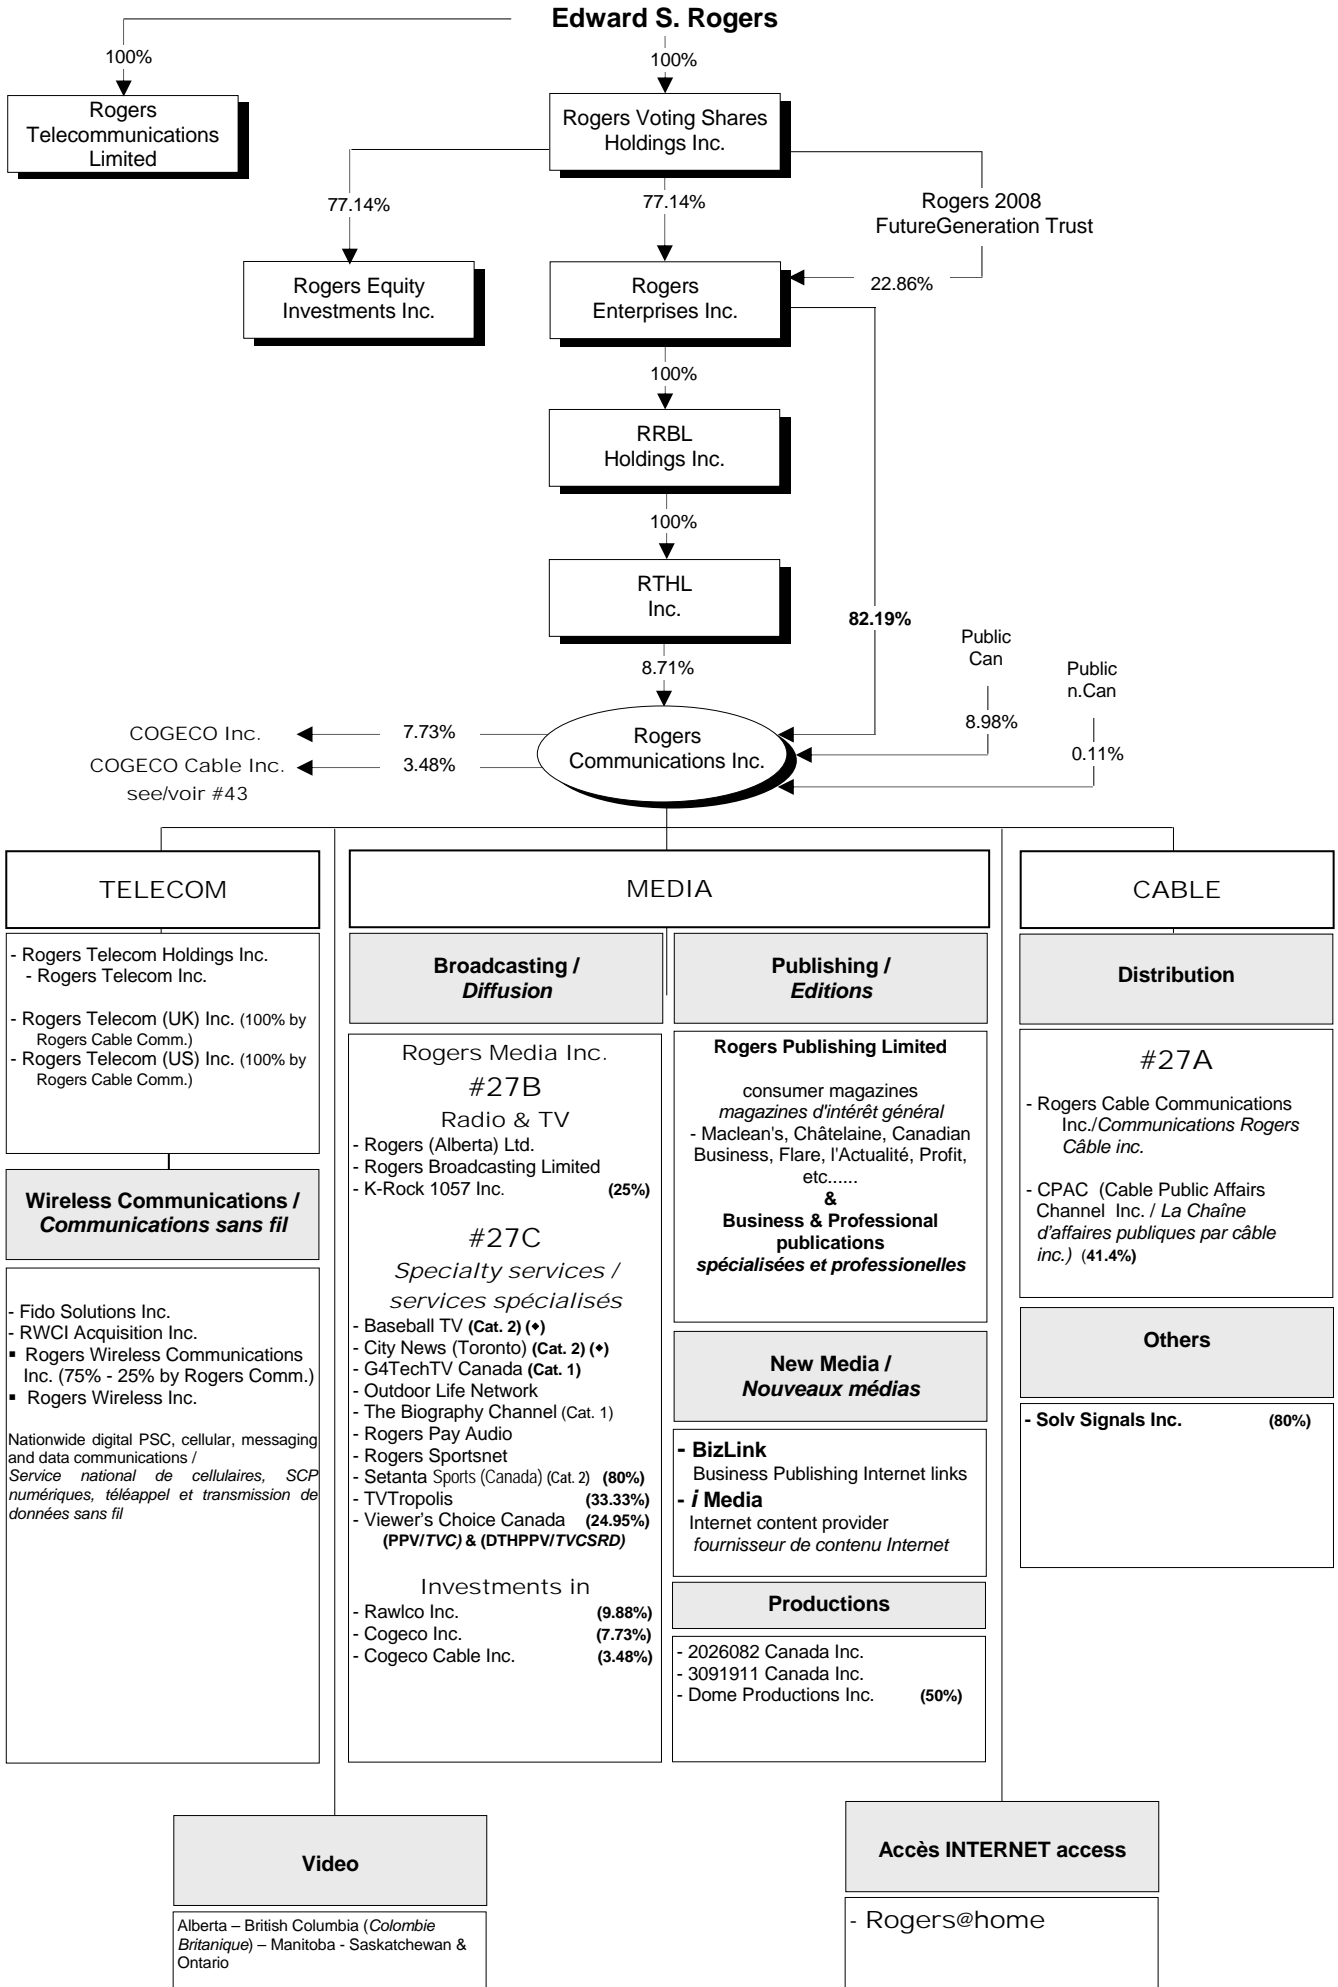 Edward S. Rogers
100%
100%
Rogers
Telecommunications
Limited
Rogers Voting Shares
Holdings Inc.
77.14%
77.14%
Rogers 2008
FutureGeneration Trust
Rogers Equity
Investments Inc.
Rogers
Enterprises Inc.
22.86%
100%
RRBL
Holdings Inc.
100%
RTHL
Inc.
82.19%
8.71%
Public
Can
8.98%
Public
n.Can
0.11%
COGECO Inc.
7.73%
COGECO Cable Inc.
3.48%
see/voir #43
Rogers
Communications Inc.
TELECOM
- Rogers Telecom Holdings Inc.
- Rogers Telecom Inc.
- Rogers Telecom (UK) Inc. (100% by
Rogers Cable Comm.)
- Rogers Telecom (US) Inc. (100% by
Rogers Cable Comm.)
Wireless Communications /
Communications sans fil
- Fido Solutions Inc.
- RWCI Acquisition Inc.
▪ Rogers Wireless Communications
Inc. (75% - 25% by Rogers Comm.)
▪ Rogers Wireless Inc.
Nationwide digital PSC, cellular, messaging
and data communications /
Service national de cellulaires, SCP
numériques, téléappel et transmission de
données sans fil
MEDIA
Broadcasting /
Diffusion
Rogers Media Inc.
#27B
Radio & TV
- Rogers (Alberta) Ltd.
- Rogers Broadcasting Limited
- K-Rock 1057 Inc. (25%)
#27C
Specialty services /
services spécialisés
- Baseball TV (Cat. 2) (♦)
- City News (Toronto) (Cat. 2) (♦)
- G4TechTV Canada (Cat. 1)
- Outdoor Life Network
- The Biography Channel (Cat. 1)
- Rogers Pay Audio
- Rogers Sportsnet
- Setanta Sports (Canada) (Cat. 2) (80%)
- TVTropolis (33.33%)
- Viewer's Choice Canada (24.95%)
(PPV/TVC) & (DTHPPV/TVCSRD)
Investments in
- Rawlco Inc. (9.88%)
- Cogeco Inc. (7.73%)
- Cogeco Cable Inc. (3.48%)
Publishing /
Editions
Rogers Publishing Limited
consumer magazines
magazines d'intérêt général
- Maclean's, Châtelaine, Canadian
Business, Flare, l'Actualité, Profit,
etc......
&
Business & Professional
publications
spécialisées et professionelles
New Media /
Nouveaux médias
- BizLink
Business Publishing Internet links
- i Media
Internet content provider
fournisseur de contenu Internet
Productions
- 2026082 Canada Inc.
- 3091911 Canada Inc.
- Dome Productions Inc. (50%)
CABLE
Distribution
#27A
- Rogers Cable Communications
Inc./Communications Rogers
Câble inc.
- CPAC (Cable Public Affairs
Channel Inc. / La Chaîne
d'affaires publiques par câble
inc.) (41.4%)
Others
- Solv Signals Inc. (80%)
Video
Alberta – British Columbia (Colombie
Britanique) – Manitoba - Saskatchewan &
Ontario
Accès INTERNET access
- Rogers@home